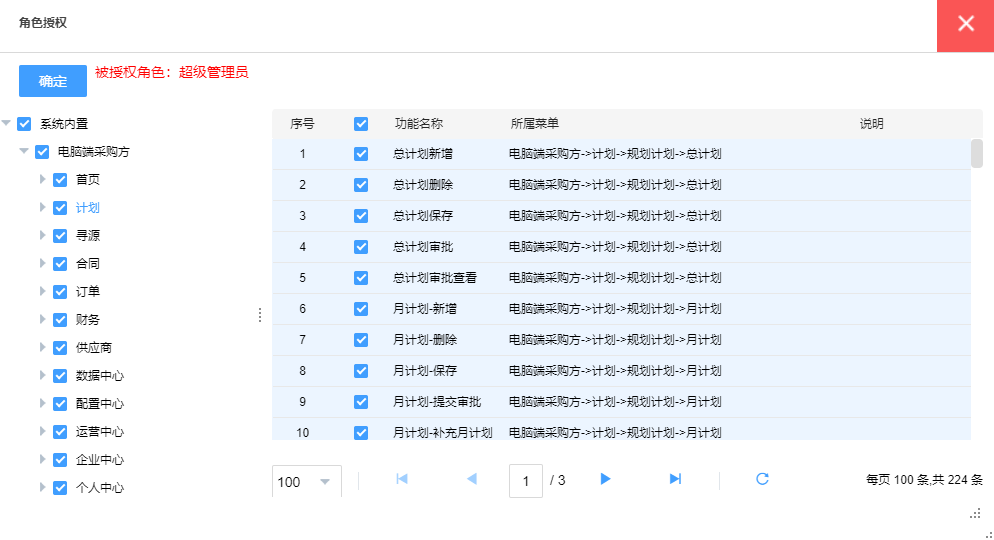 角色授权
确定 被授权角色：超级管理员
系统内置
电脑端采购方
首页
计划
寻源
合同
订单
财务
供应商
数据中心
配置中心
运营中心
企业中心
个人中心
序号 功能名称 所属菜单 说明
1 总计划新增 电脑端采购方->计划->规划计划->总计划
2 总计划删除 电脑端采购方->计划->规划计划->总计划
3 总计划保存 电脑端采购方->计划->规划计划->总计划
4 总计划审批 电脑端采购方->计划->规划计划->总计划
5 总计划审批查看 电脑端采购方->计划->规划计划->总计划
6 月计划-新增 电脑端采购方->计划->规划计划->月计划
7 月计划-删除 电脑端采购方->计划->规划计划->月计划
8 月计划-保存 电脑端采购方->计划->规划计划->月计划
9 月计划-提交审批 电脑端采购方->计划->规划计划->月计划
10 月计划-补充月计划 电脑端采购方->计划->规划计划->月计划
100 1 / 3 每页 100 条,共 224 条